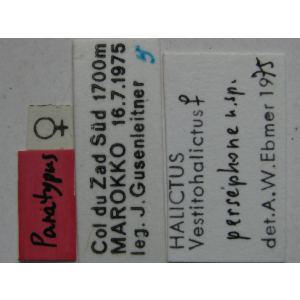 Paratypus
♀
Col du Zad Süd 1700m
MAROKKO 16.7.1975
leg. J. Gusenleitner
HALICTUS
Vestitohalictus ♀
persephone n.sp.
det. A.W. Ebmer 1975